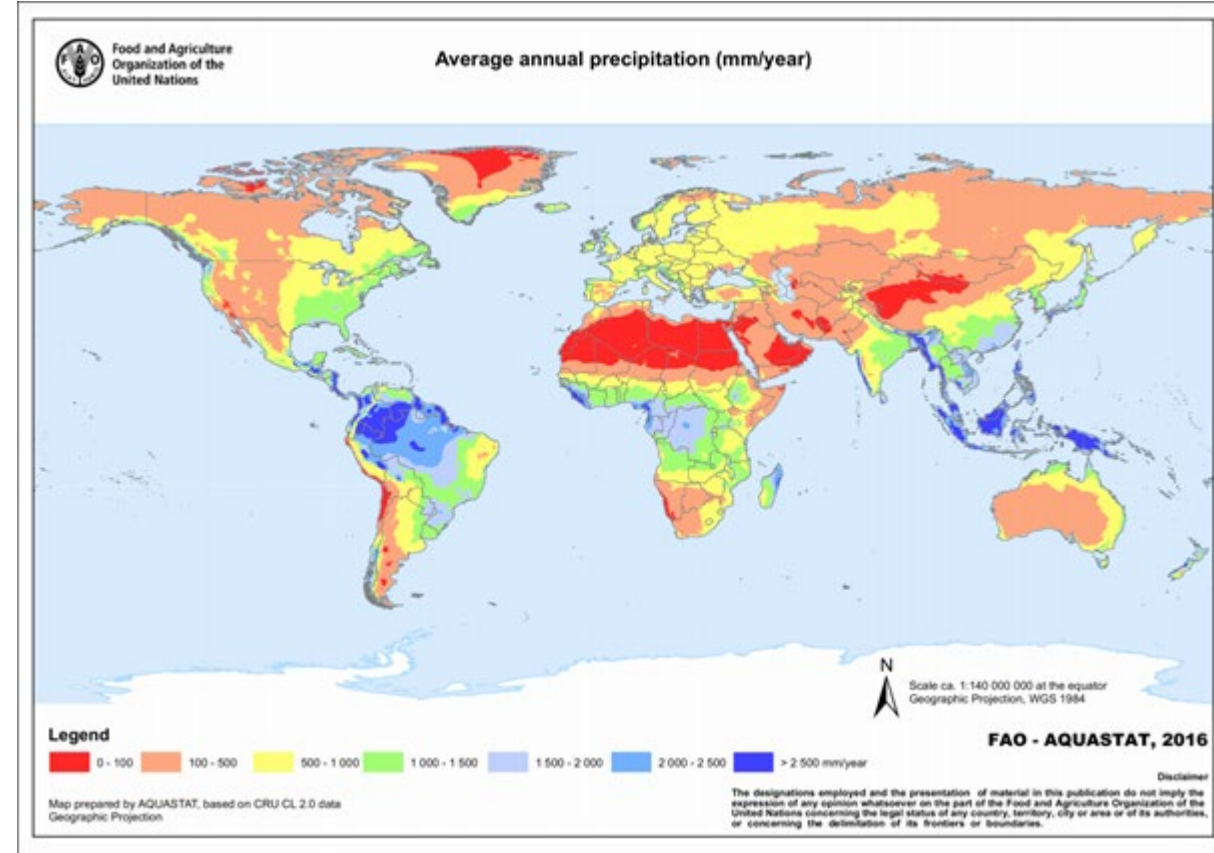 Food and Agriculture
Organization of the
United Nations
Average annual precipitation (mm/year)
N
Scale ca. 1:140 000 000 at the equator
Geographic Projection, WGS 1984
Legend
0 - 100
100 - 500
500 - 1 000
1 000 - 1 500
1 500 - 2 000
2 000 - 2 500
> 2 500 mm/year
FAO - AQUASTAT, 2016
Disclaimer
Map prepared by AQUASTAT, based on CRU CL 2.0 data
Geographic Projection
The designations employed and the presentation of material in this publication do not imply the
expression of any opinion whatsoever on the part of the Food and Agriculture Organization of the
United Nations concerning the legal status of any country, territory, city or area or of its authorities,
or concerning the delimitation of its frontiers or boundaries.